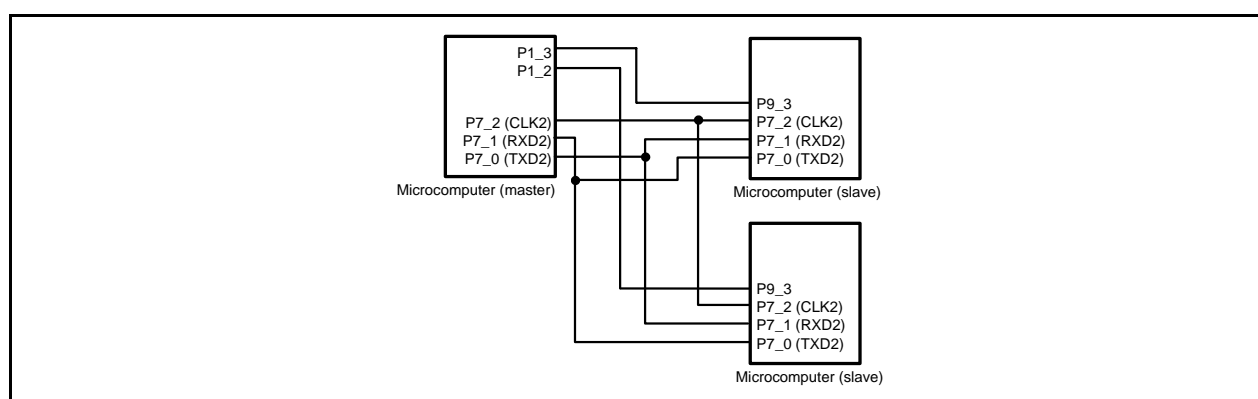 P1_3
P1_2
P7_2 (CLK2)
P7_1 (RXD2)
P7_0 (TXD2)
Microcomputer (master)
P9_3
P7_2 (CLK2)
P7_1 (RXD2)
P7_0 (TXD2)
Microcomputer (slave)
P9_3
P7_2 (CLK2)
P7_1 (RXD2)
P7_0 (TXD2)
Microcomputer (slave)